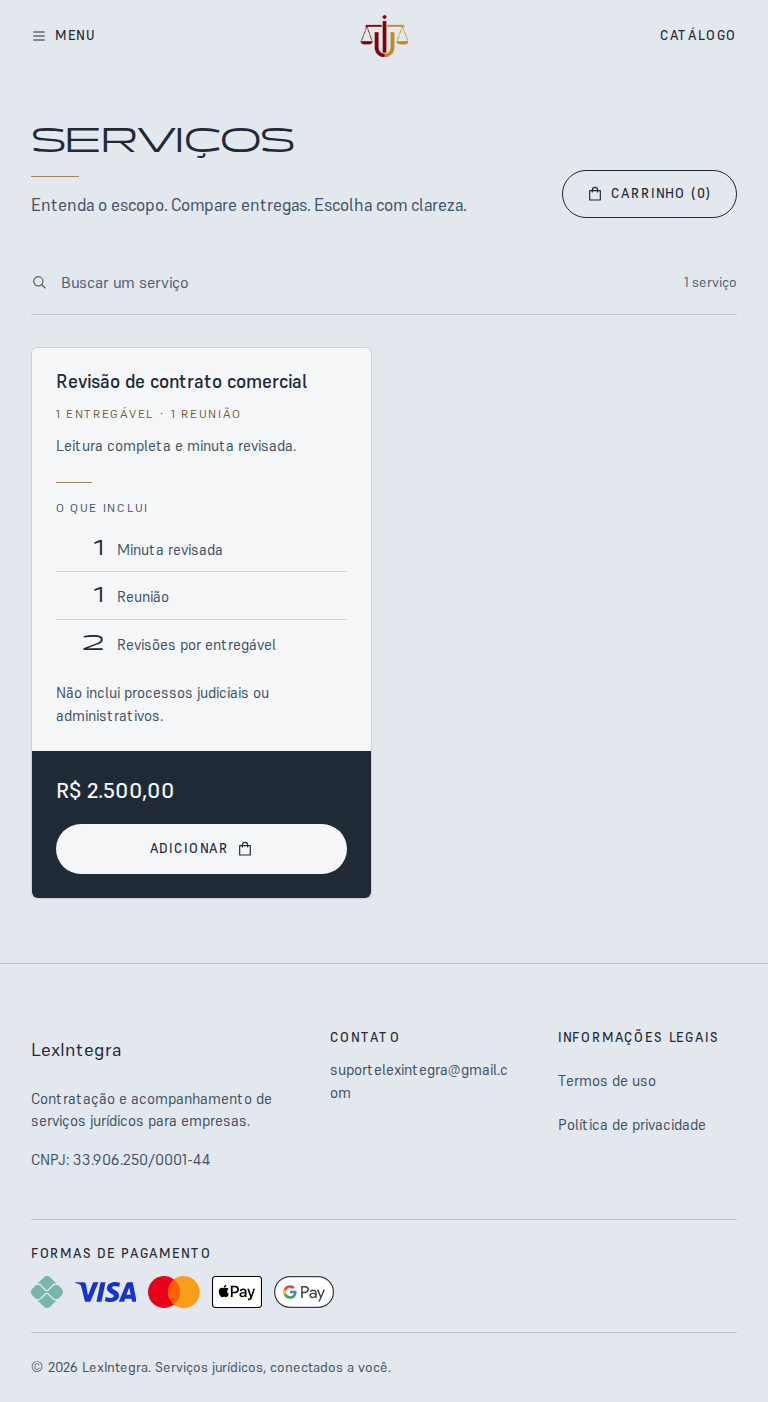 MENU
CATÁLOGO
SERVIÇOS
Entenda o escopo. Compare entregas. Escolha com clareza.
CARRINHO (0)
Buscar um serviço
1 serviço
Revisão de contrato comercial
1 ENTREGÁVEL · 1 REUNIÃO
Leitura completa e minuta revisada.
O QUE INCLUI
1 Minuta revisada
1 Reunião
2 Revisões por entregável
Não inclui processos judiciais ou
administrativos.
R$ 2.500,00
ADICIONAR
LexIntegra
Contratação e acompanhamento de
serviços jurídicos para empresas.
CNPJ: 33.906.250/0001-44
CONTATO
suportelexintegra@gmail.c
om
INFORMAÇÕES LEGAIS
Termos de uso
Política de privacidade
FORMAS DE PAGAMENTO
VISA
Pay
G Pay
© 2026 LexIntegra. Serviços jurídicos, conectados a você.